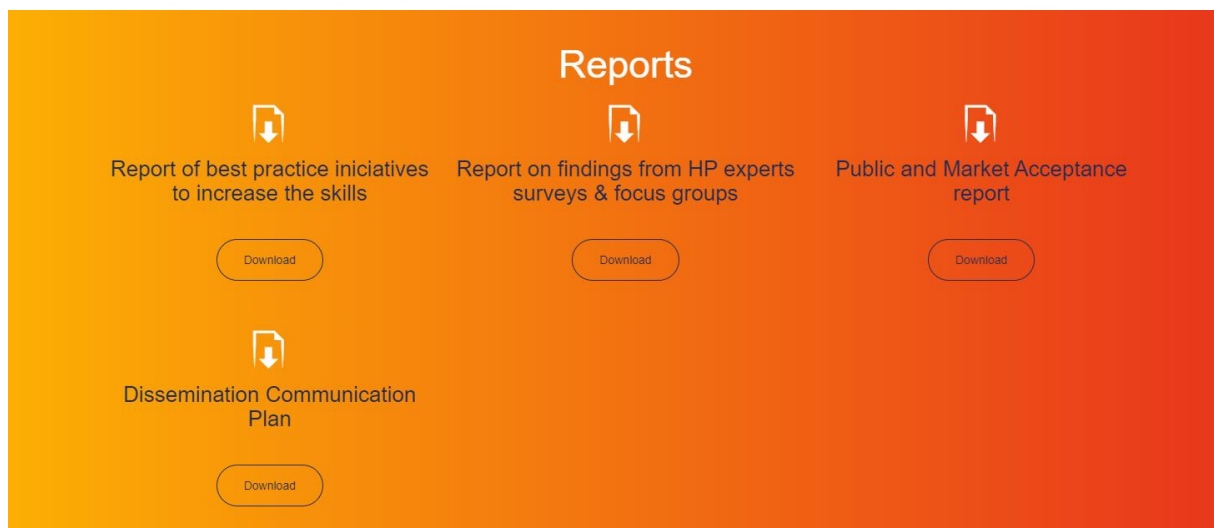 Reports
Report of best practice iniciatives
to increase the skills
Download
Report on findings from HP experts
surveys & focus groups
Download
Public and Market Acceptance
report
Download
Dissemination Communication
Plan
Download